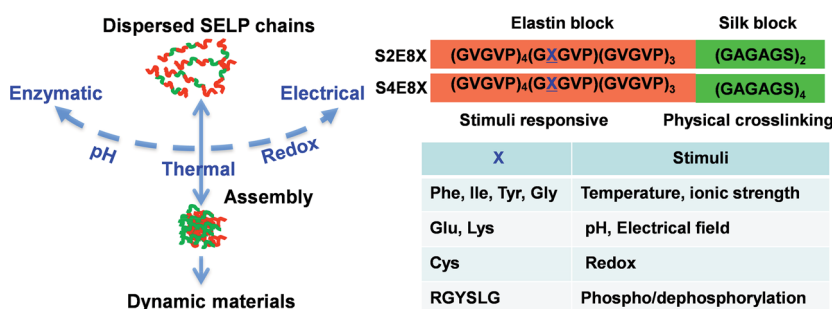 Dispersed SELP chains
Enzymatic
Electrical
pH
Thermal
Redox
Assembly
Dynamic materials
Elastin block
Silk block
S2E8X
(GVGVP)4(GXGVP)(GVGVP)3
(GAGAGS)2
S4E8X
(GVGVP)4(GXGVP)(GVGVP)3
(GAGAGS)4
Stimuli responsive
Physical crosslinking
X
Stimuli
Phe, Ile, Tyr, Gly
Temperature, ionic strength
Glu, Lys
pH, Electrical field
Cys
Redox
RGYSLG
Phospho/dephosphorylation